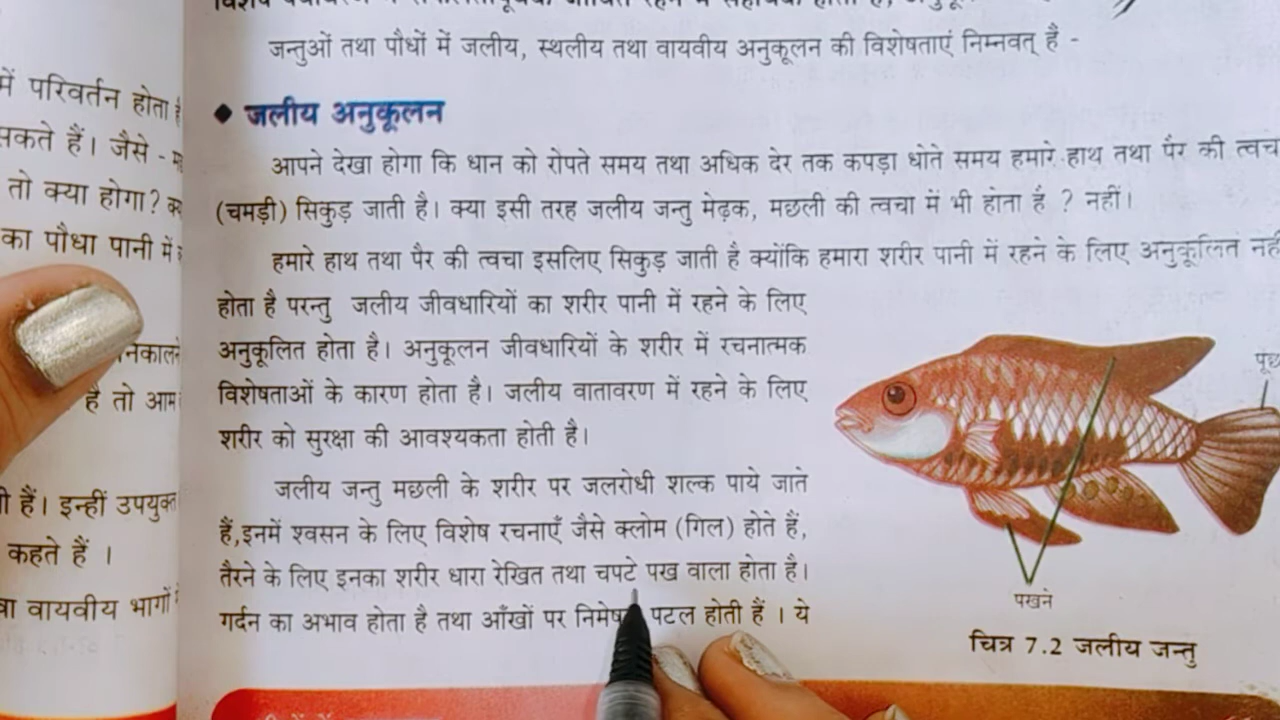 में परिवर्तन होता
सकते हैं। जैसे -
तो क्या होगा?
का पौधा पानी में
है तो आम
हैं। इन्हीं उपयुक्त
कहते हैं ।
वा वायवीय भागों
जन्तुओं तथा पौधों में जलीय, स्थलीय तथा वायवीय अनुकूलन की विशेषताएं निम्नवत् हैं -
◆ जलीय अनुकूलन
आपने देखा होगा कि धान को रोपते समय तथा अधिक देर तक कपड़ा धोते समय हमारे हाथ तथा पैर की त्वचा
(चमड़ी) सिकुड़ जाती है। क्या इसी तरह जलीय जन्तु मेढ़क, मछली की त्वचा में भी होता है ? नहीं।
हमारे हाथ तथा पैर की त्वचा इसलिए सिकुड़ जाती है क्योंकि हमारा शरीर पानी में रहने के लिए अनुकूलित नहीं
होता है परन्तु जलीय जीवधारियों का शरीर पानी में रहने के लिए
अनुकूलित होता है। अनुकूलन जीवधारियों के शरीर में रचनात्मक
विशेषताओं के कारण होता है। जलीय वातावरण में रहने के लिए
शरीर को सुरक्षा की आवश्यकता होती है।
जलीय जन्तु मछली के शरीर पर जलरोधी शल्क पाये जाते
हैं,इनमें श्वसन के लिए विशेष रचनाएँ जैसे क्लोम (गिल) होते हैं,
तैरने के लिए इनका शरीर धारा रेखित तथा चपटे पख वाला होता है।
गर्दन का अभाव होता है तथा आँखों पर पटल होती हैं । ये
पूंछ
पखने
चित्र 7.2 जलीय जन्तु